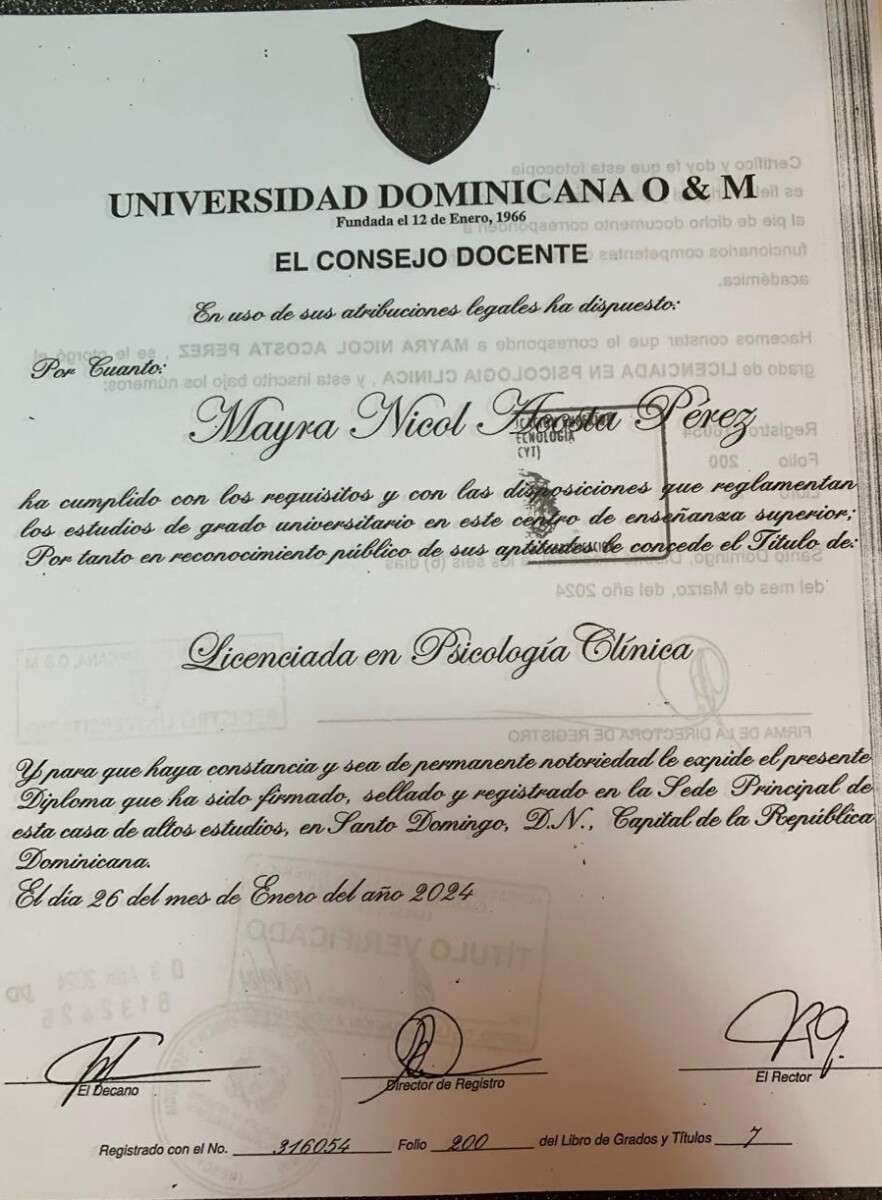 UNIVERSIDAD DOMINICANA O & M
Fundada el 12 de Enero, 1966
EL CONSEJO DOCENTE
En uso de sus atribuciones legales ha dispuesto:
Por Cuanto:
Mayra Nicol Acosta Pérez
ECNOLOGÍA
CYT)
ha cumplido con los requisitos y con las disposiciones que reglamentan
los estudios de grado universitario en este centro de enseñanza superior;
Por tanto en reconocimiento público de sus aptitudes le concede el Título de:
Licenciada en Psicología Clínica
Y para que haya constancia y sea de permanente notoriedad le expide el presente
Diploma que ha sido firmado, sellado y registrado en la Sede Principal de
esta casa de altos estudios, en Santo Domingo, D.N., Capital de la República
Dominicana.
El día 26 del mes de Enero del año 2024
El Decano
Director de Registro
El Rector
Registrado con el No. 316054 Folio 200 del Libro de Grados y Títulos 7